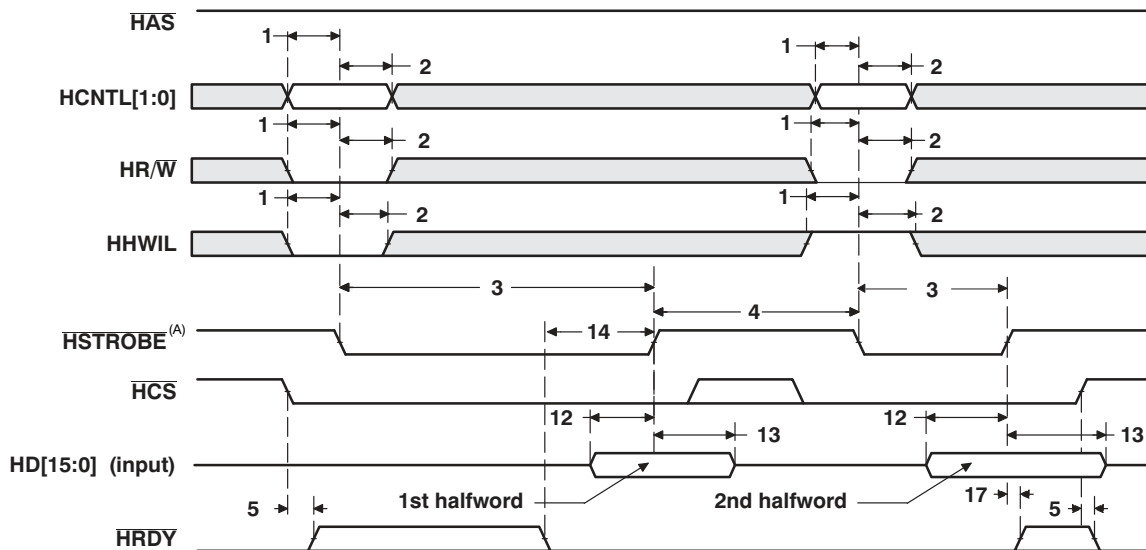 HAS
1
1
1 2 1 2
HCNTL[1:0]
1 2 1 2
HR/W
1 2 1 2
HHWIL
3 4 3
HSTROBE(A)
14
HCS
12 13 12 13
HD[15:0] (input)
1st halfword 2nd halfword
5 17 5
HRDY